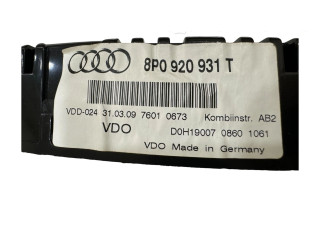 8P0 920 931 T
VDD-024 31.03.09 7601 0673 Kombiinstr. AB2
VDO D0H19007 0860 1061
VDO Made in Germany